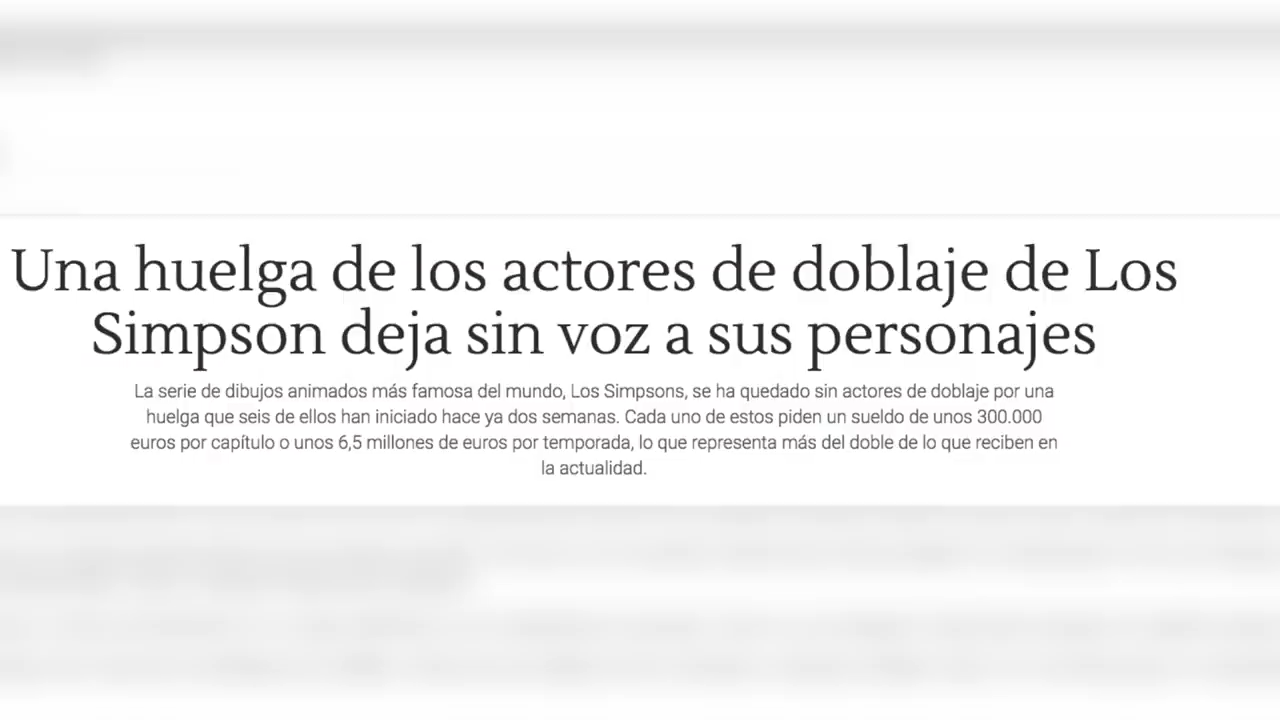 Una huelga de los actores de doblaje de Los
Simpson deja sin voz a sus personajes
La serie de dibujos animados más famosa del mundo, Los Simpsons, se ha quedado sin actores de doblaje por una
huelga que seis de ellos han iniciado hace ya dos semanas. Cada uno de estos piden un sueldo de unos 300.000
euros por capítulo o unos 6,5 millones de euros por temporada, lo que representa más del doble de lo que reciben en
la actualidad.